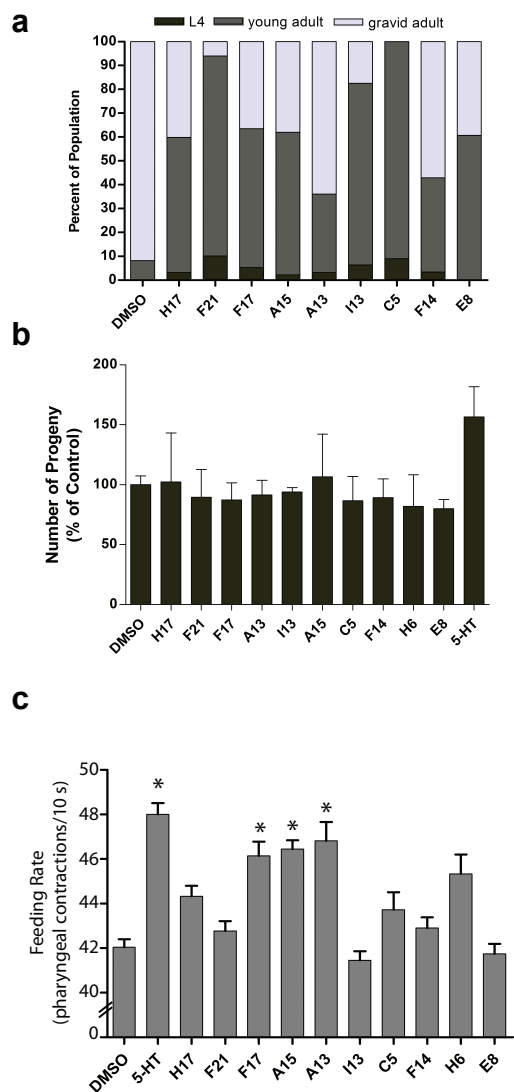 a
L4 young adult gravid adult
Percent of Population
100
90
80
70
60
50
40
30
20
10
0
DMSO H17 F21 F17 A15 A13 I13 C5 F14 E8
b
Number of Progeny
(% of Control)
200
150
100
50
0
DMSO H17 F21 F17 A13 I13 A15 C5 F14 H6 E8 5-HT
c
Feeding Rate
(pharyngeal contractions/10 s)
50
48
46
44
42
40
0
* * * *
DMSO 5-HT H17 F21 F17 A15 A13 I13 C5 F14 H6 E8